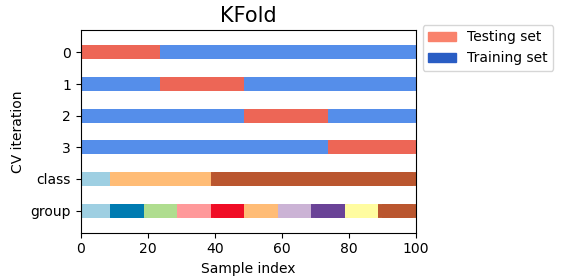 KFold
Testing set
Training set
0
1
2
3
class
group
CV iteration
0 20 40 60 80 100
Sample index